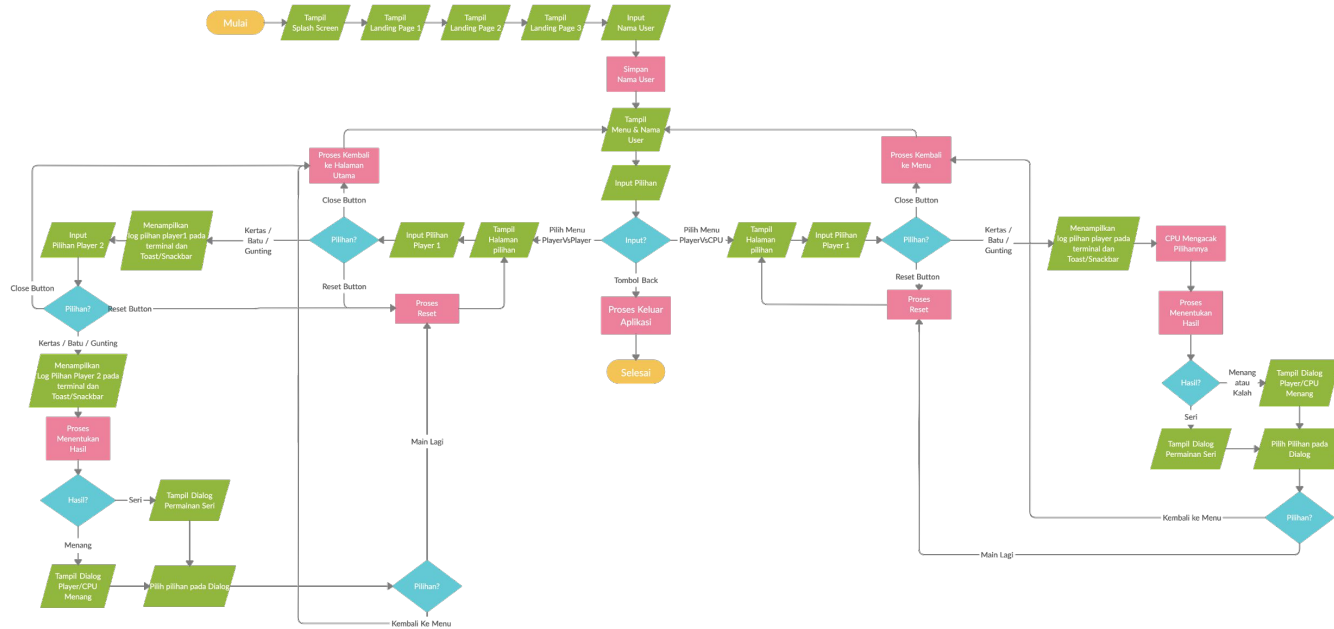 Mulai
Tampil
Splash Screen
Tampil
Landing Page 1
Tampil
Landing Page 2
Tampil
Landing Page 3
Input
Nama User
Simpan
Nama User
Tampil
Menu & Nama
User
Input Pilihan
Input?
Pilih Menu
PlayerVsPlayer
Pilih Menu
PlayerVsCPU
Tombol Back
Proses Keluar
Aplikasi
Selesai
Tampil
Halaman
pilihan
Input Pilihan
Player 1
Pilihan?
Close Button
Proses Kembali
ke Halaman
Utama
Reset Button
Proses
Reset
Kertas /
Batu /
Gunting
Menampilkan
log plihan player1 pada
terminal dan
Toast/Snackbar
Input
Pilihan Player 2
Pilihan?
Close Button
Reset Button
Kertas / Batu / Gunting
Menampilkan
Log Plihan Player 2 pada
terminal dan
Toast/Snackbar
Proses
Menentukan
Hasil
Hasil?
Seri
Tampil Dialog
Permainan Seri
Menang
Tampil Dialog
Player/CPU
Menang
Pilih pilihan pada Dialog
Pilihan?
Main Lagi
Kembali Ke Menu
Tampil
Halaman
pilihan
Input Pilihan
Player 1
Pilihan?
Close Button
Proses Kembali
ke Menu
Reset Button
Proses
Reset
Kertas /
Batu /
Gunting
Menampilkan
log plihan player pada
terminal dan
Toast/Snackbar
CPU Mengacak
Pilihannya
Proses
Menentukan
Hasil
Hasil?
Menang
atau
Kalah
Tampil Dialog
Player/CPU
Menang
Seri
Tampil Dialog
Permainan Seri
Pilih Pilihan pada
Dialog
Pilihan?
Kembali ke Menu
Main Lagi